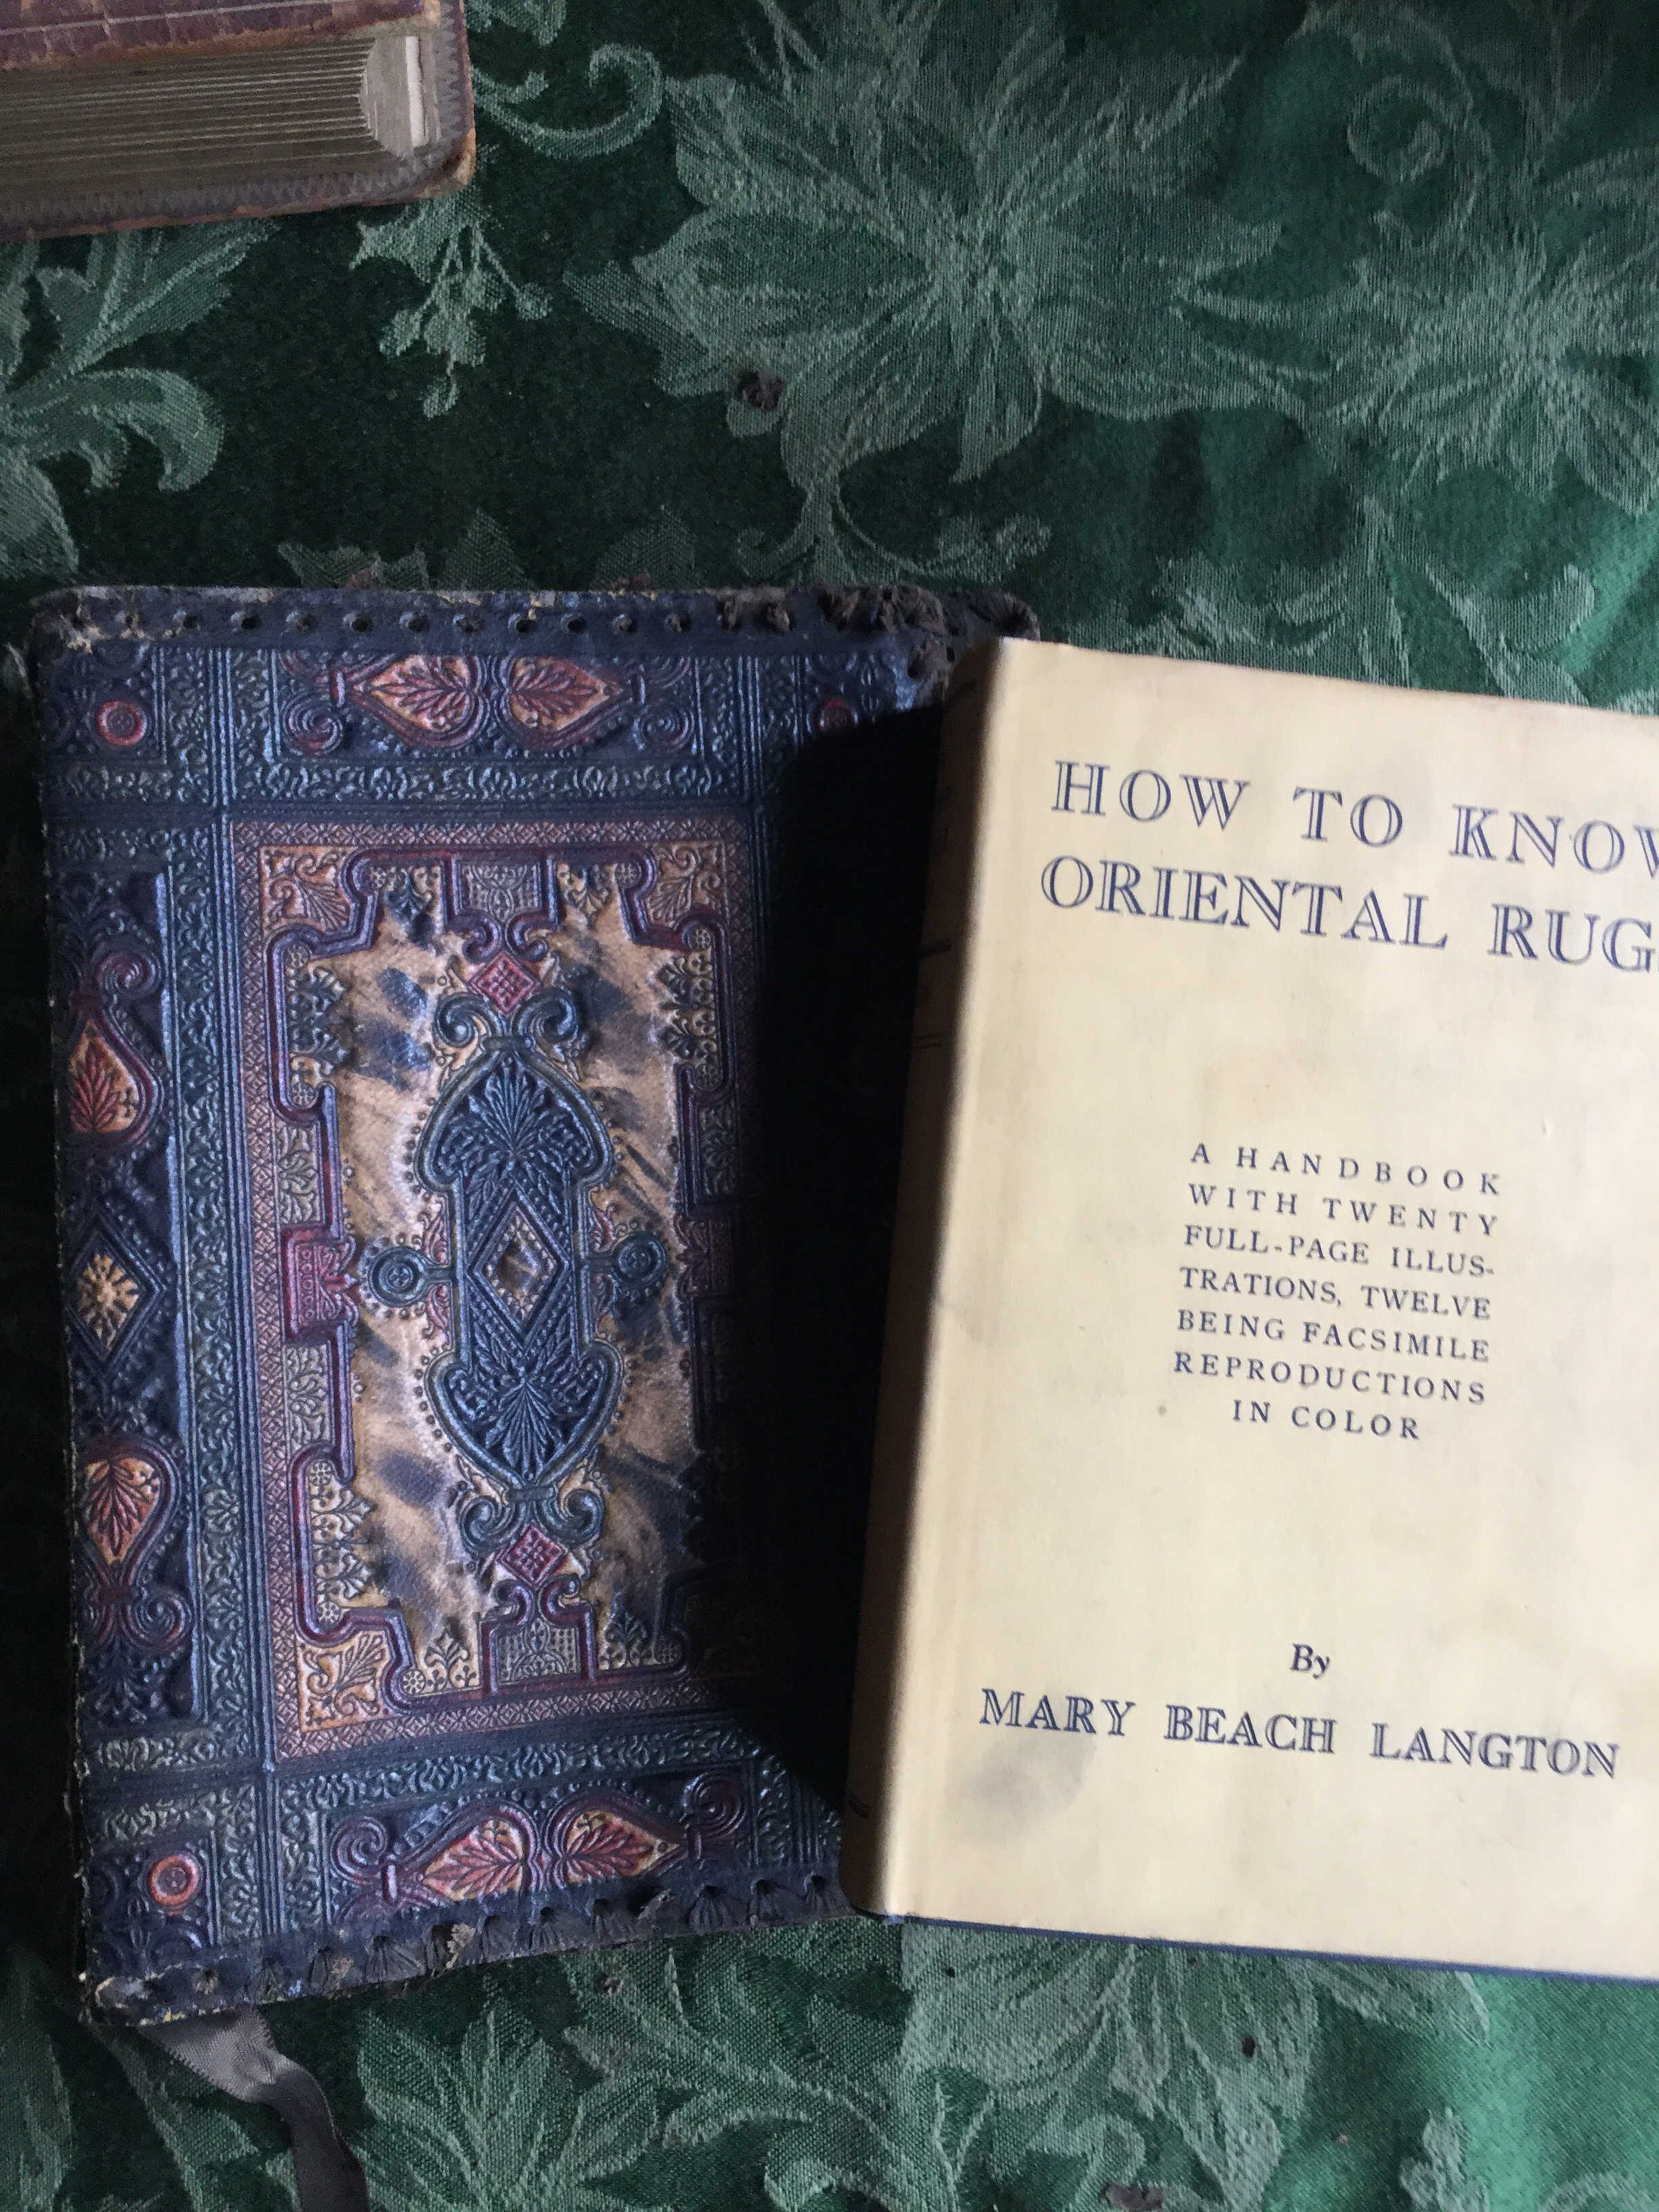 HOW TO KNOW
ORIENTAL RUGS
A HANDBOOK
WITH TWENTY
FULL-PAGE ILLUS-
TRATIONS, TWELVE
BEING FACSIMILE
REPRODUCTIONS
IN COLOR
By
MARY BEACH LANGTON